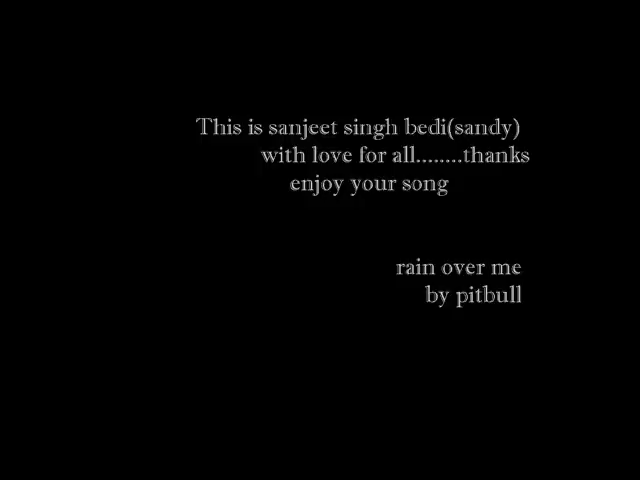 This is sanjeet singh bedi(sandy)
with love for all........thanks
enjoy your song
rain over me
by pitbull